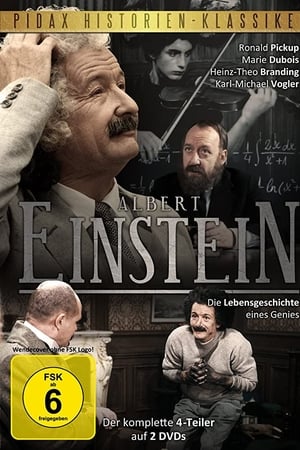 PIDAX HISTORIEN-KLASSIKER
Ronald Pickup
Marie Dubois
Heinz-Theo Branding
Karl-Michael Vogler
ALBERT
EINSTEIN
Die Lebensgeschichte
eines Genies
Wendecover ohne FSK Logo!
FSK
ab
6
freigegeben
Der komplette 4-Teiler
auf 2 DVDs